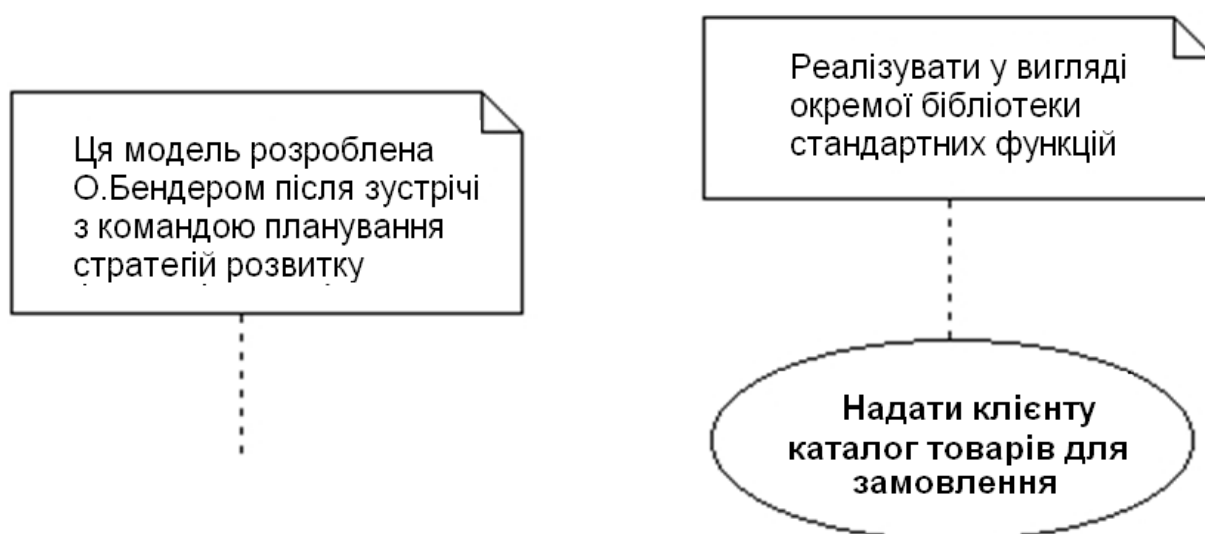 Ця модель розроблена
О.Бендером після зустрічі
з командою планування
стратегій розвитку
Реалізувати у вигляді
окремої бібліотеки
стандартних функцій
Надати клієнту
каталог товарів для
замовлення